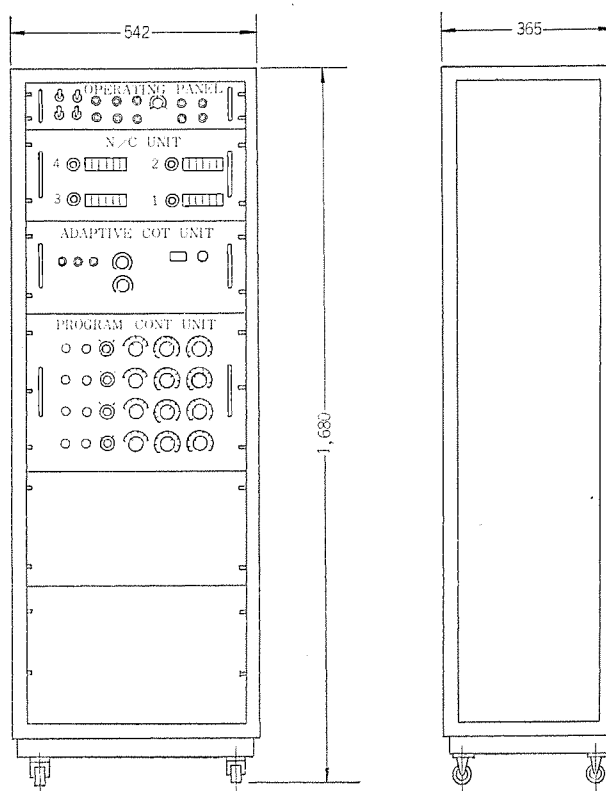 542
365
OPERATING PANEL
N/C UNIT
4 2
3 1
ADAPTIVE COT UNIT
PROGRAM CONT UNIT
1,680